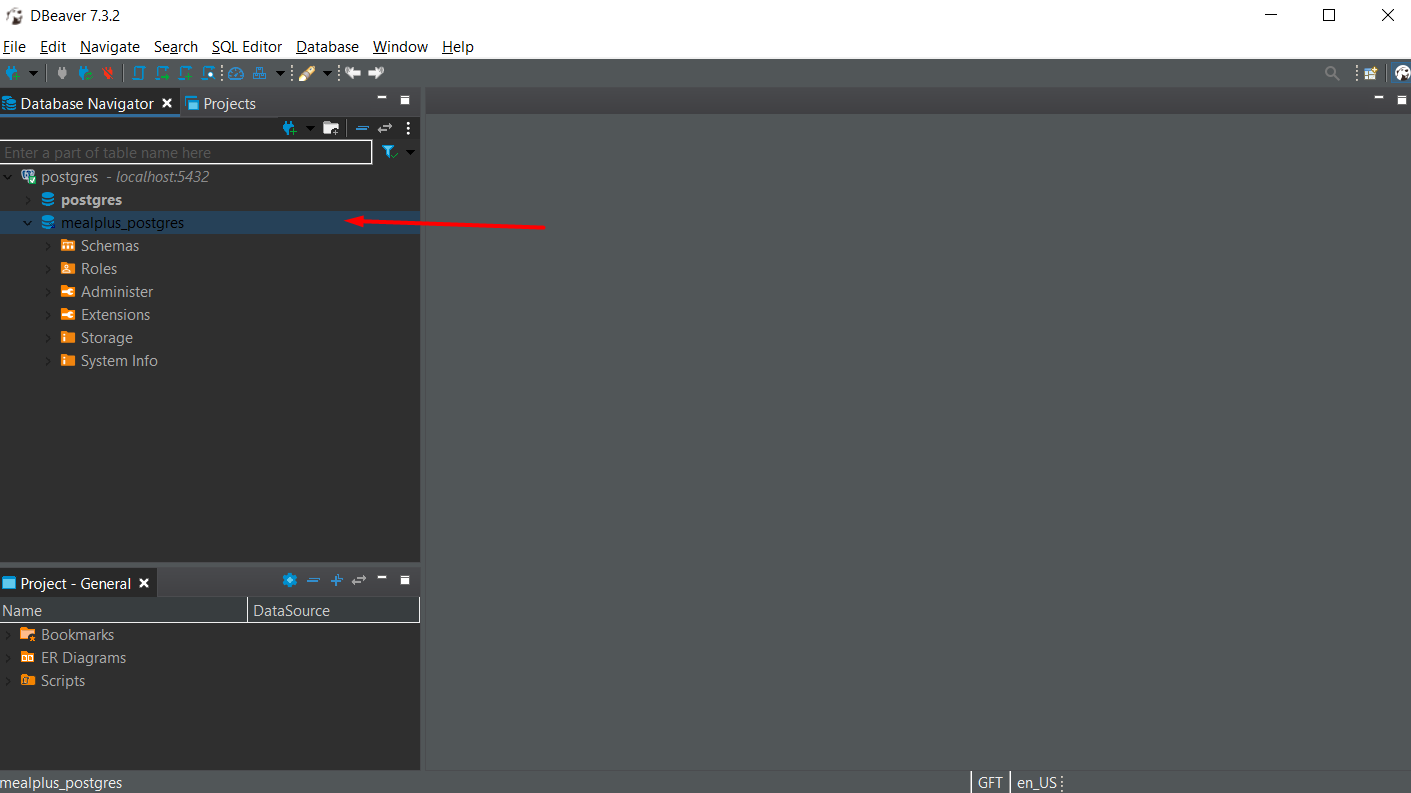 DBeaver 7.3.2
File Edit Navigate Search SQL Editor Database Window Help
Database Navigator Projects
Enter a part of table name here
postgres - localhost:5432
postgres
mealplus_postgres
Schemas
Roles
Administer
Extensions
Storage
System Info
Project - General
Name DataSource
Bookmarks
ER Diagrams
Scripts
mealplus_postgres GFT en_US